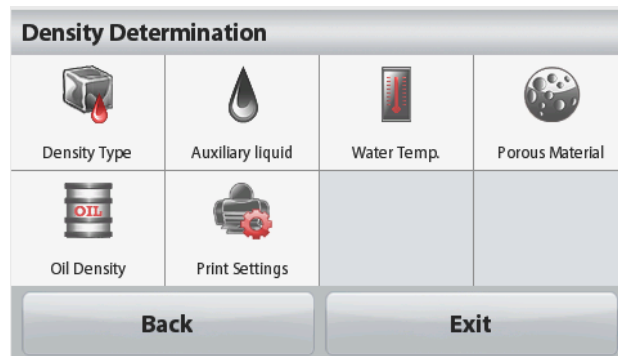 Density Determination
Density Type
Auxiliary liquid
Water Temp.
Porous Material
OIL
Oil Density
Print Settings
Back
Exit